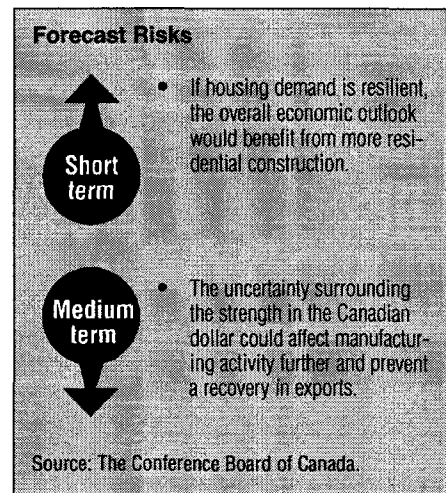 Forecast Risks
Short
term
• If housing demand is resilient,
the overall economic outlook
would benefit from more resi-
dential construction.
Medium
term
• The uncertainty surrounding
the strength in the Canadian
dollar could affect manufactur-
ing activity further and prevent
a recovery in exports.
Source: The Conference Board of Canada.